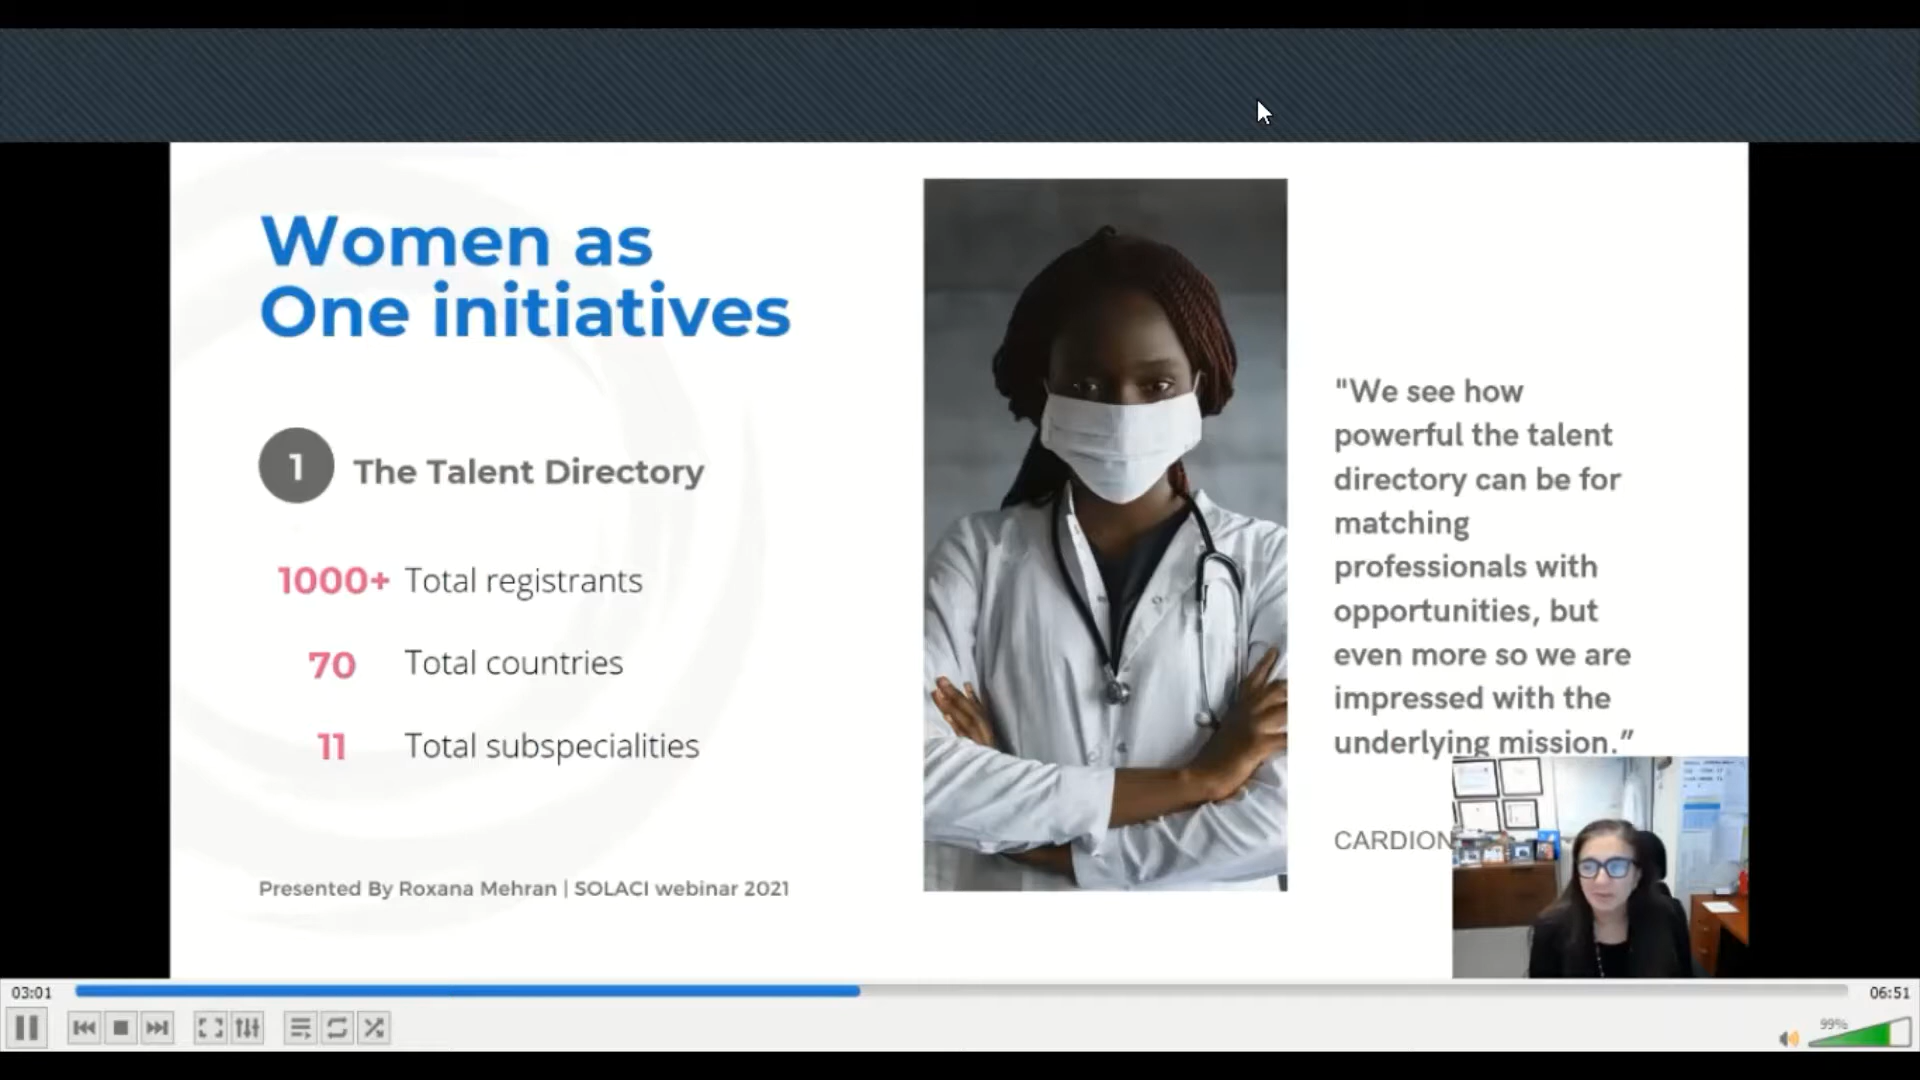 Women as
One initiatives
1 The Talent Directory
1000+ Total registrants
70 Total countries
11 Total subspecialities
Presented By Roxana Mehran | SOLACI webinar 2021
"We see how
powerful the talent
directory can be for
matching
professionals with
opportunities, but
even more so we are
impressed with the
underlying mission.”
CARDION
03:01
06:51
99%